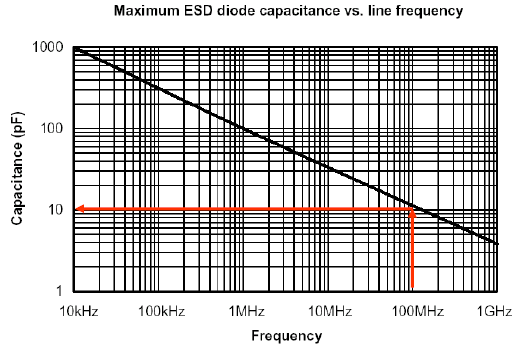 Maximum ESD diode capacitance vs. line frequency
Capacitance (pF)
1000
100
10
1
10kHz 100kHz 1MHz 10MHz 100MHz 1GHz
Frequency